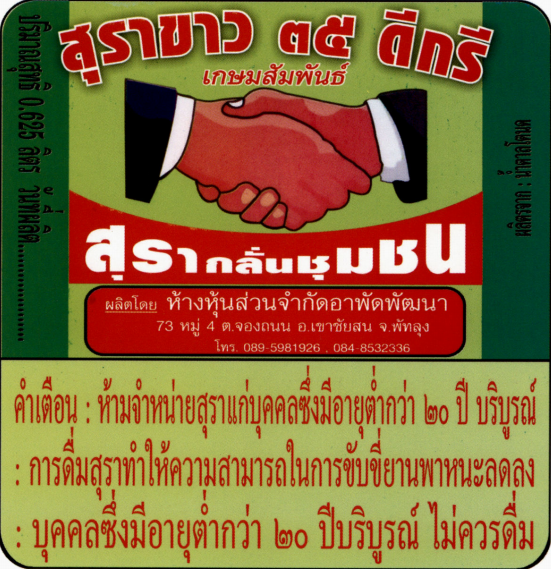 สุราขาว ๓๕ ดีกรี
เกษมสัมพันธ์
ปริมาณสุทธิ 0.625 ลิตร วันที่ผลิต....................
ผลิตจาก : น้ำตาลโตนด
สุรากลั่นชุมชน
ผลิตโดย ห้างหุ้นส่วนจำกัดอาพัดพัฒนา
73 หมู่ 4 ต.จองถนน อ.เขาชัยสน จ.พัทลุง
โทร. 089-5981926 , 084-8532336
คำเตือน : ห้ามจำหน่ายสุราแก่บุคคลซึ่งมีอายุต่ำกว่า ๒๐ ปี บริบูรณ์
: การดื่มสุราทำให้ความสามารถในการขับขี่ยานพาหนะลดลง
: บุคคลซึ่งมีอายุต่ำกว่า ๒๐ ปีบริบูรณ์ ไม่ควรดื่ม